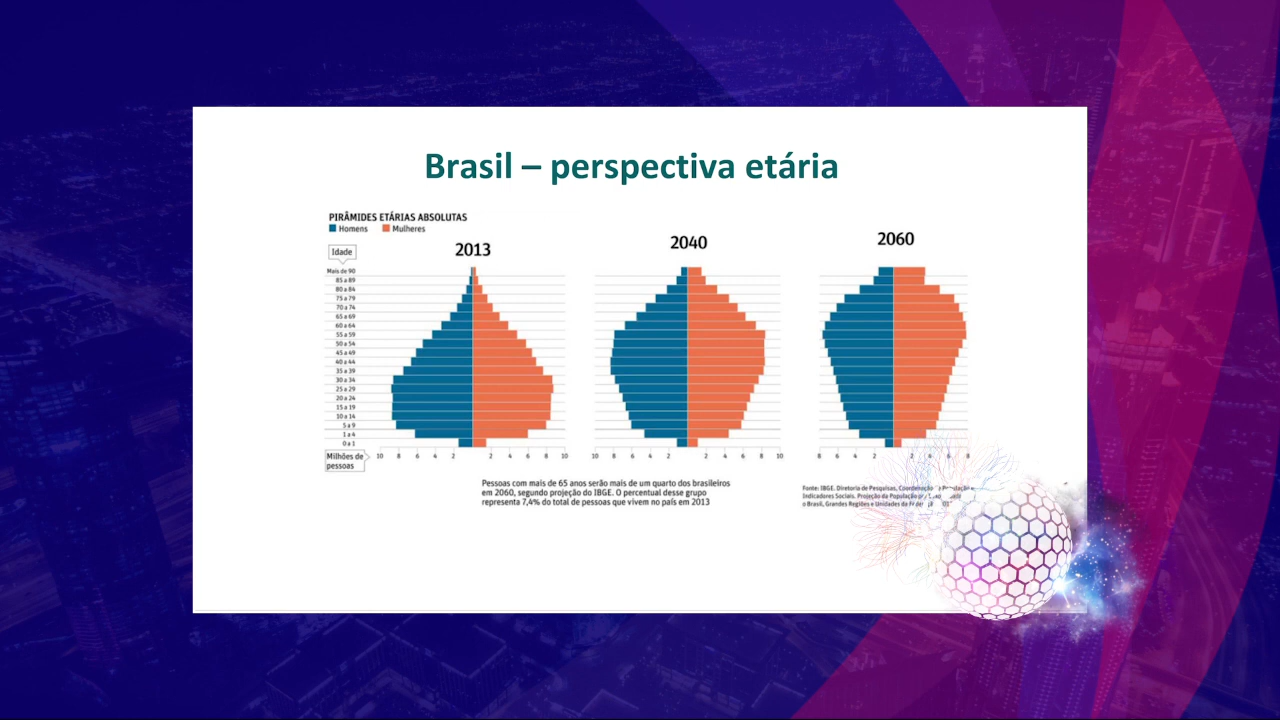 Brasil – perspectiva etária
PIRÂMIDES ETÁRIAS ABSOLUTAS
Homens Mulheres
Idade
2013
2040
2060
Mais de 90
85 a 89
80 a 84
75 a 79
70 a 74
65 a 69
60 a 64
55 a 59
50 a 54
45 a 49
40 a 44
35 a 39
30 a 34
25 a 29
20 a 24
15 a 19
10 a 14
5 a 9
1 a 4
0 a 1
Milhões de
pessoas
10 8 6 4 2 2 4 6 8 10
10 8 6 4 2 2 4 6 8 10
8 6 4 2 2 4 6 8
Pessoas com mais de 65 anos serão mais de um quarto dos brasileiros
em 2060, segundo projeção do IBGE. O percentual desse grupo
representa 7,4% do total de pessoas que vivem no país em 2013
Fonte: IBGE. Diretoria de Pesquisas, Coordenação População e
Indicadores Sociais. Projeção da População
o Brasil, Grandes Regiões e Unidades da